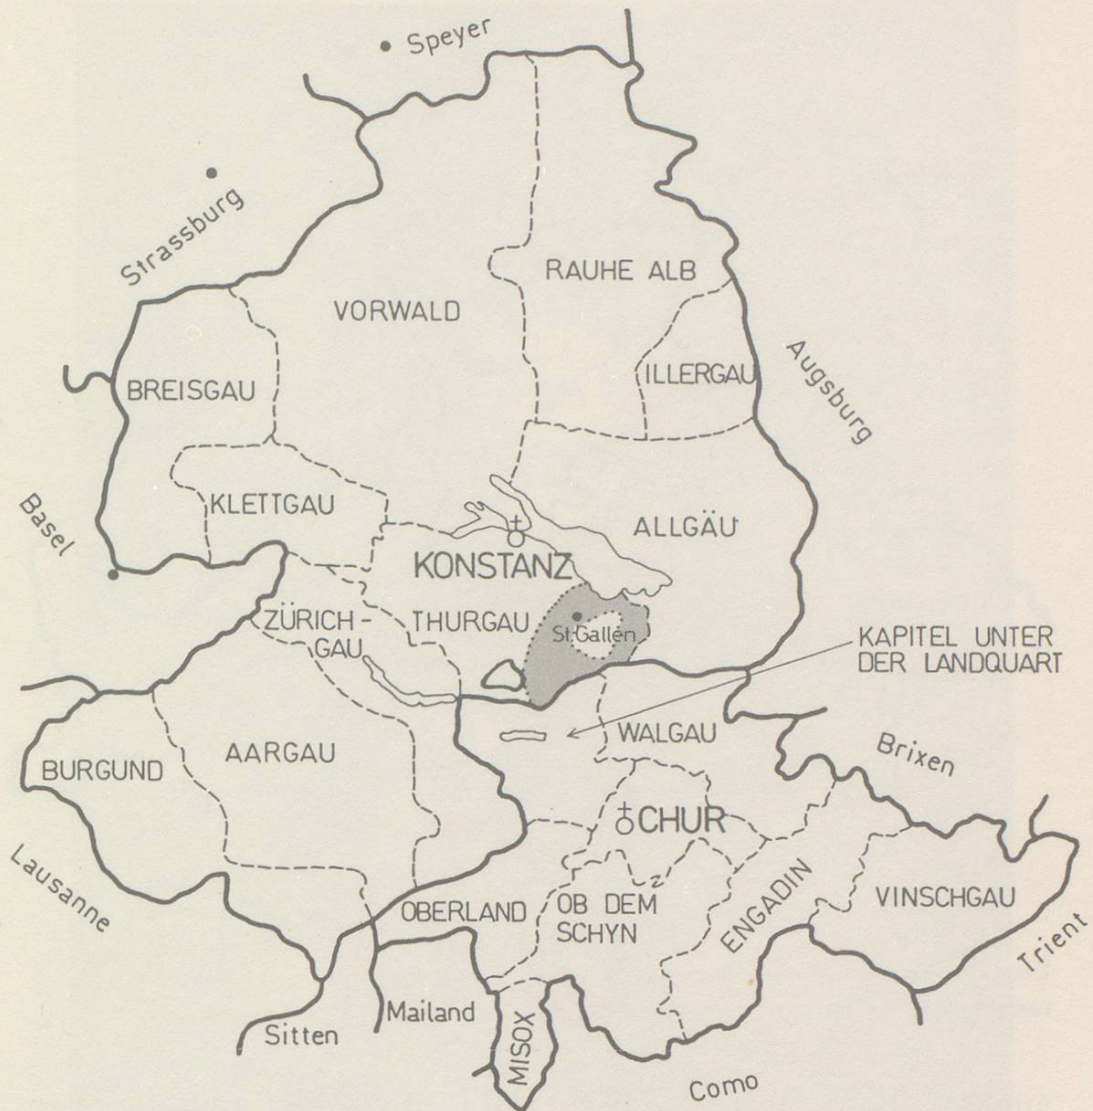 Speyer
Strassburg
RAUHE ALB
VORWALD
ILLERGAU
Augsburg
BREISGAU
KLETTGAU
Basel
ALLGÄU
KONSTANZ
ZÜRICH-
GAU
THURGAU
St.Gallen
KAPITEL UNTER
DER LANDQUART
WALGAU
AARGAU
BURGUND
Brixen
CHUR
Lausanne
OBERLAND
OB DEM
SCHYN
ENGADIN
VINSCHGAU
Trient
Mailand
Sitten
MISOX
Como